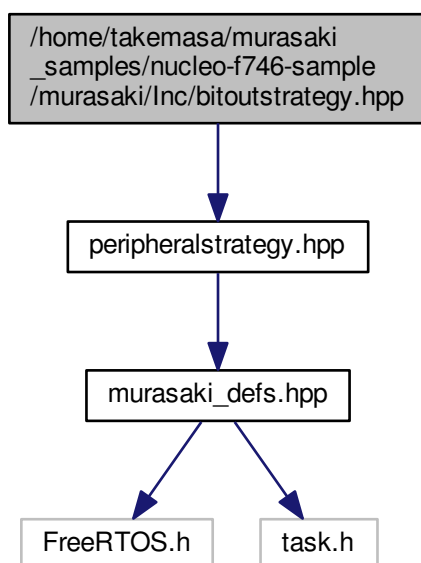 /home/takemasa/murasaki
_samples/nucleo-f746-sample
/murasaki/Inc/bitoutstrategy.hpp
peripheralstrategy.hpp
murasaki_defs.hpp
FreeRTOS.h
task.h